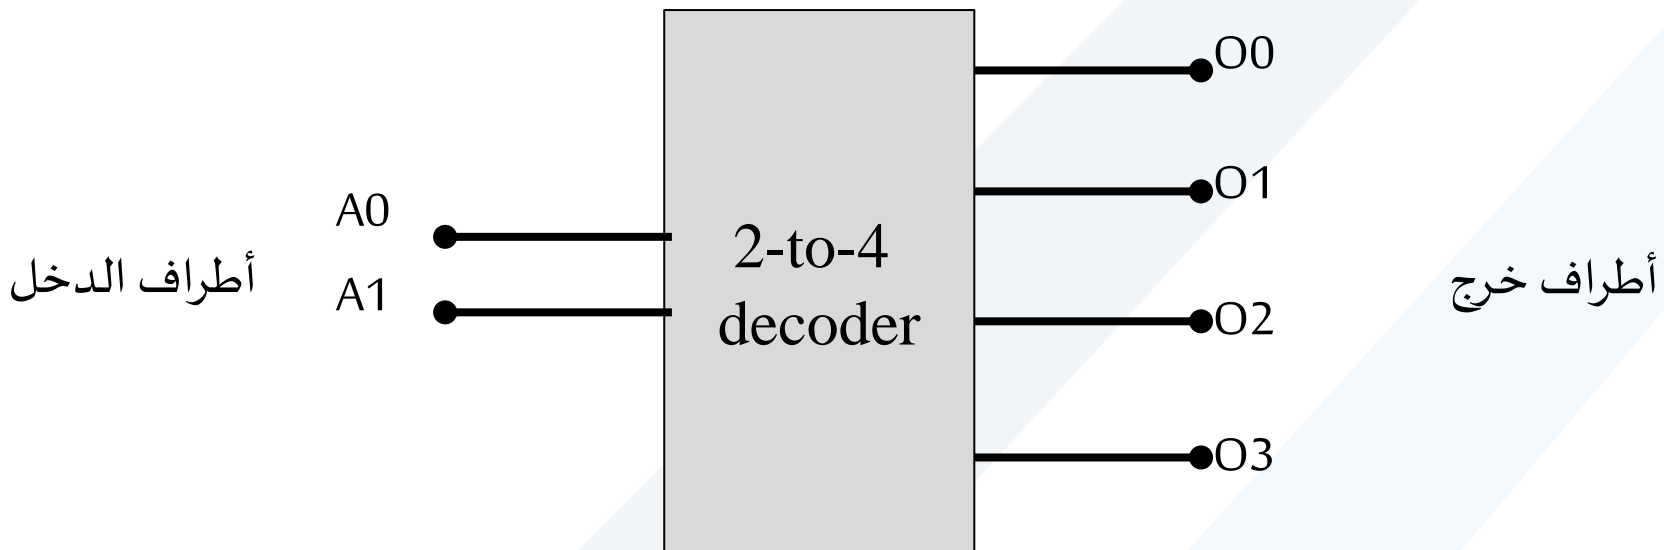 أطراف الدخل
A0
A1
2-to-4
decoder
O0
O1
O2
O3
أطراف خرج